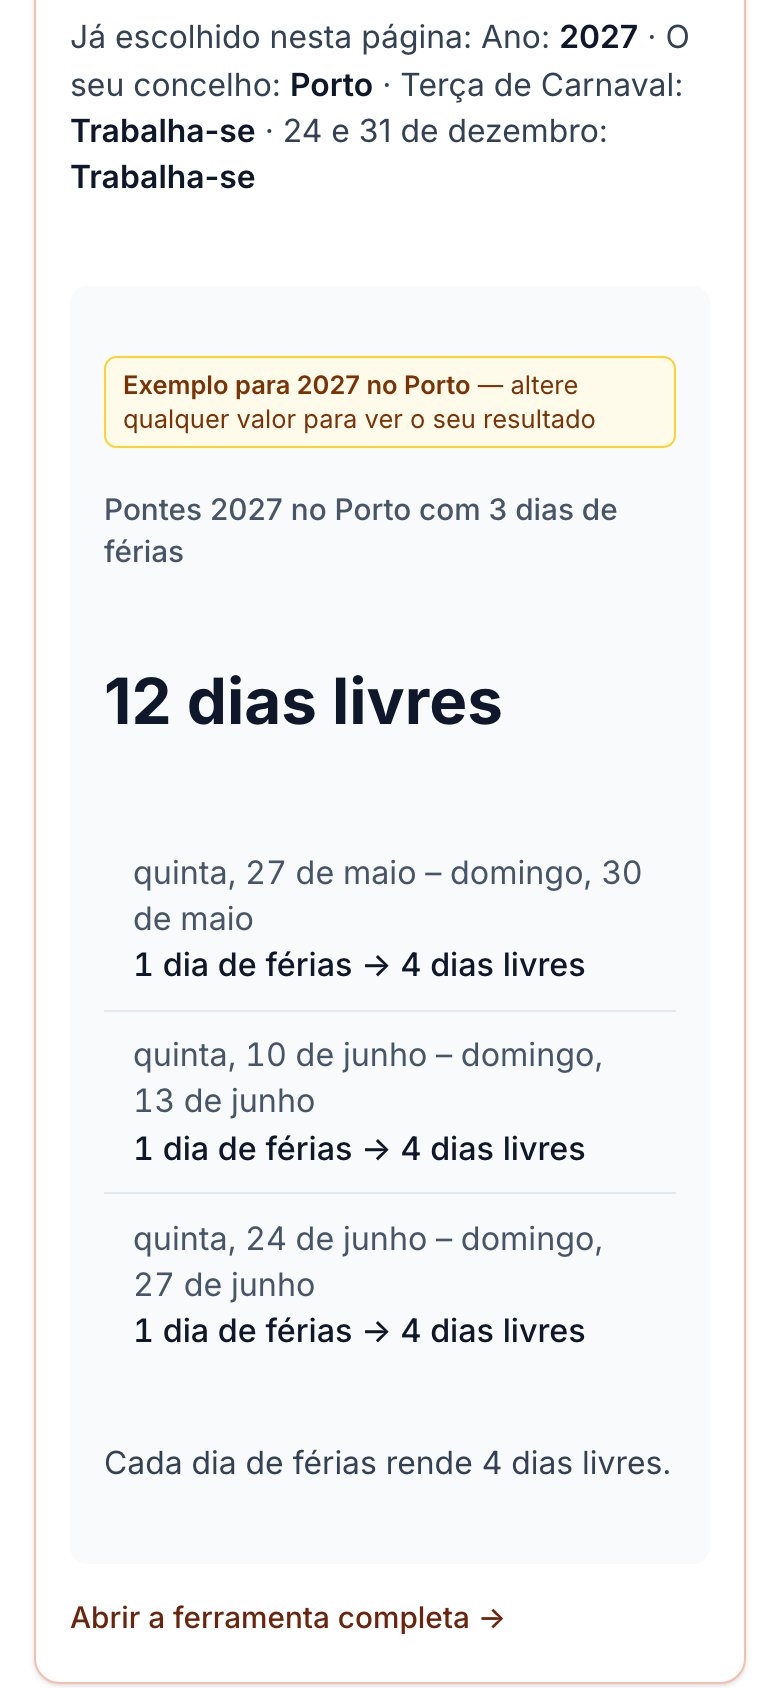 Já escolhido nesta página: Ano: 2027 · O
seu concelho: Porto · Terça de Carnaval:
Trabalha-se · 24 e 31 de dezembro:
Trabalha-se
Exemplo para 2027 no Porto — altere
qualquer valor para ver o seu resultado
Pontes 2027 no Porto com 3 dias de
férias
12 dias livres
quinta, 27 de maio – domingo, 30
de maio
1 dia de férias → 4 dias livres
quinta, 10 de junho – domingo,
13 de junho
1 dia de férias → 4 dias livres
quinta, 24 de junho – domingo,
27 de junho
1 dia de férias → 4 dias livres
Cada dia de férias rende 4 dias livres.
Abrir a ferramenta completa →